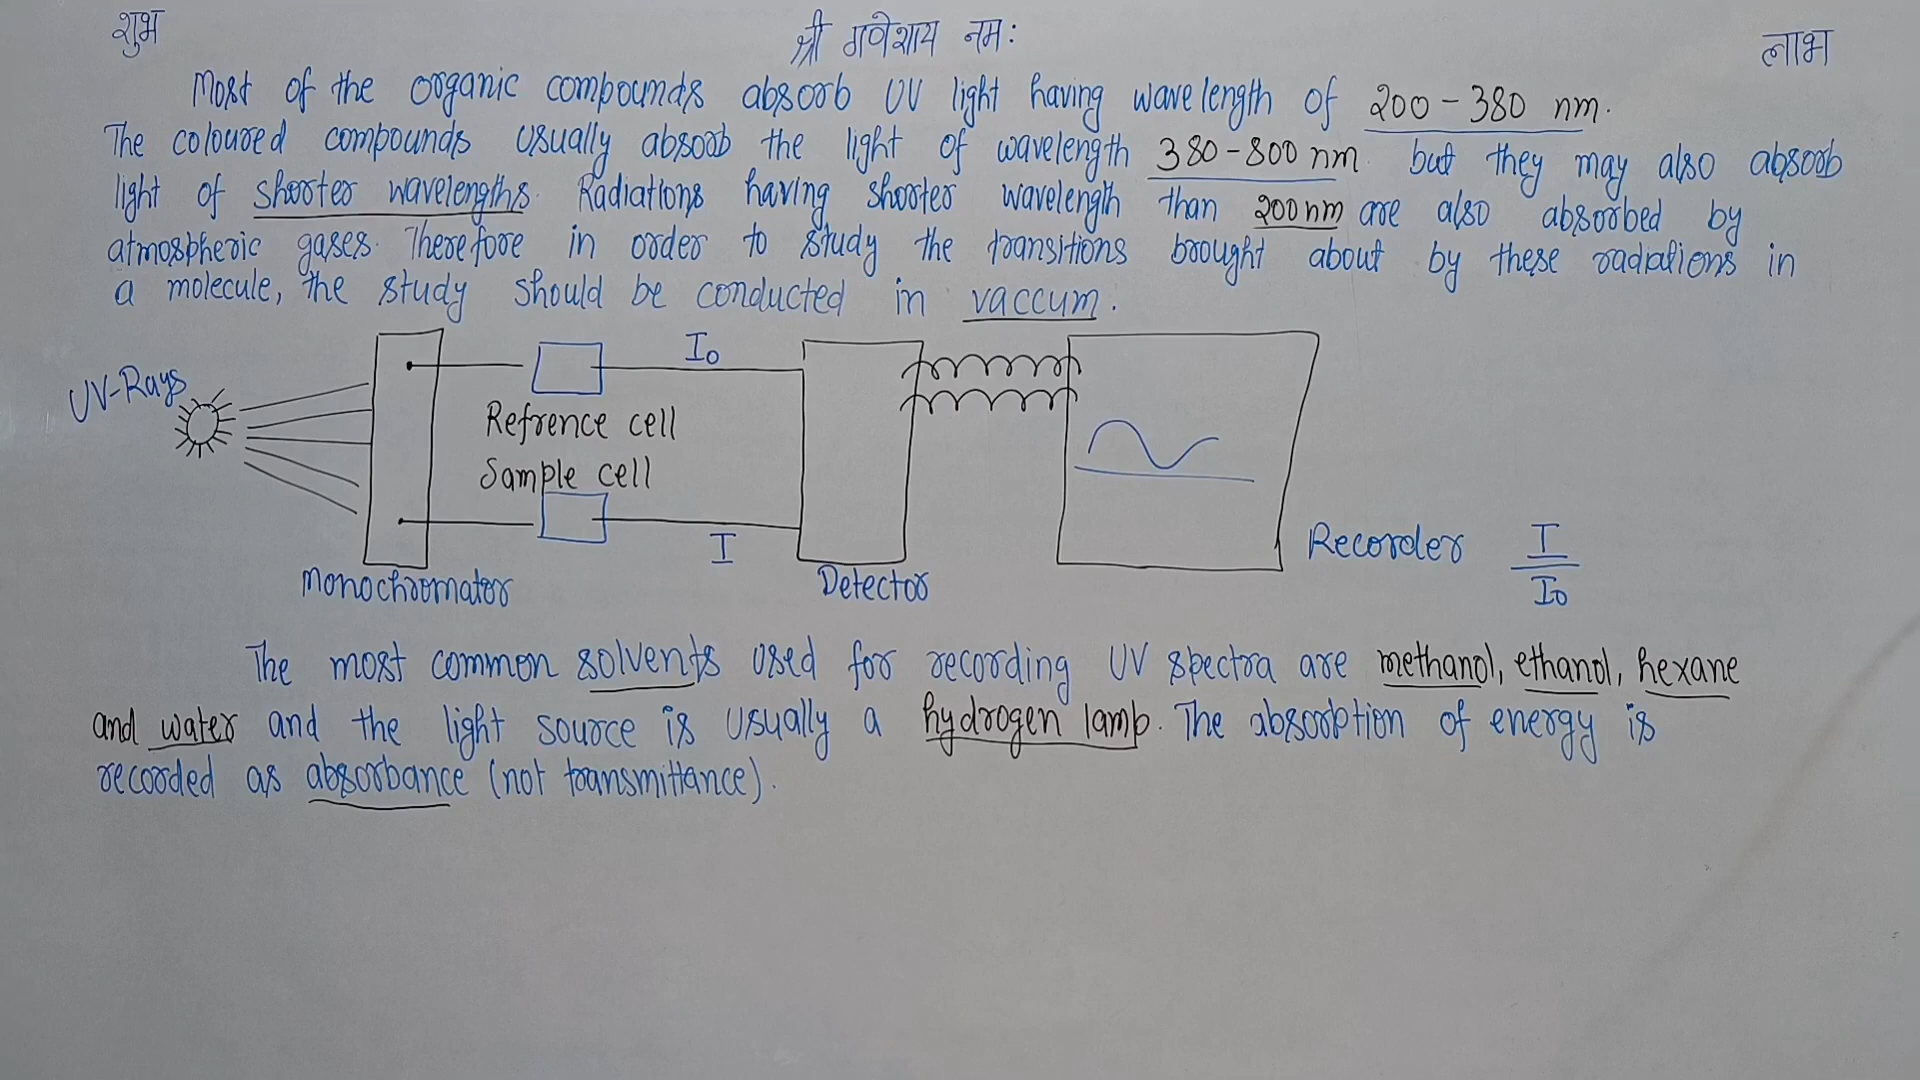 शुभ श्री गणेशाय नम: लाभ
Most of the organic compounds absorb UV light having wavelength of 200-380 nm.
The coloured compounds usually absorb the light of wavelength 380-800 nm but they may also absorb
light of shorter wavelengths. Radiations having shorter wavelength than 200nm are also absorbed by
atmospheric gases. Therefore in order to study the transitions brought about by these radiations in
a molecule, the study should be conducted in vaccum.
UV-Rays
I₀
Refrence cell
Sample cell
I
Monochromator
Detector
Recorder I/I₀
The most common solvents used for recording UV spectra are methanol, ethanol, hexane
and water and the light source is usually a hydrogen lamp. The absorption of energy is
recorded as absorbance (not transmittance).